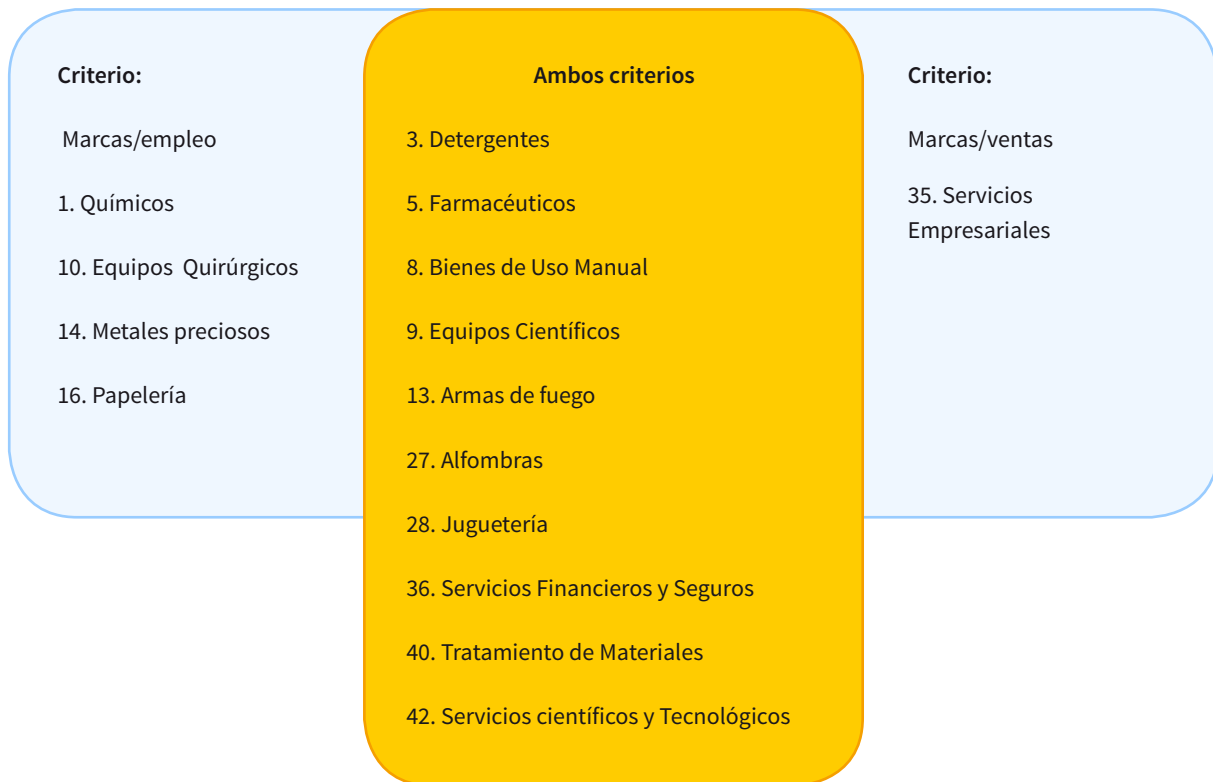 Criterio:
Marcas/empleo
1. Químicos
10. Equipos Quirúrgicos
14. Metales preciosos
16. Papelería
Ambos criterios
3. Detergentes
5. Farmacéuticos
8. Bienes de Uso Manual
9. Equipos Científicos
13. Armas de fuego
27. Alfombras
28. Juguetería
36. Servicios Financieros y Seguros
40. Tratamiento de Materiales
42. Servicios científicos y Tecnológicos
Criterio:
Marcas/ventas
35. Servicios
Empresariales